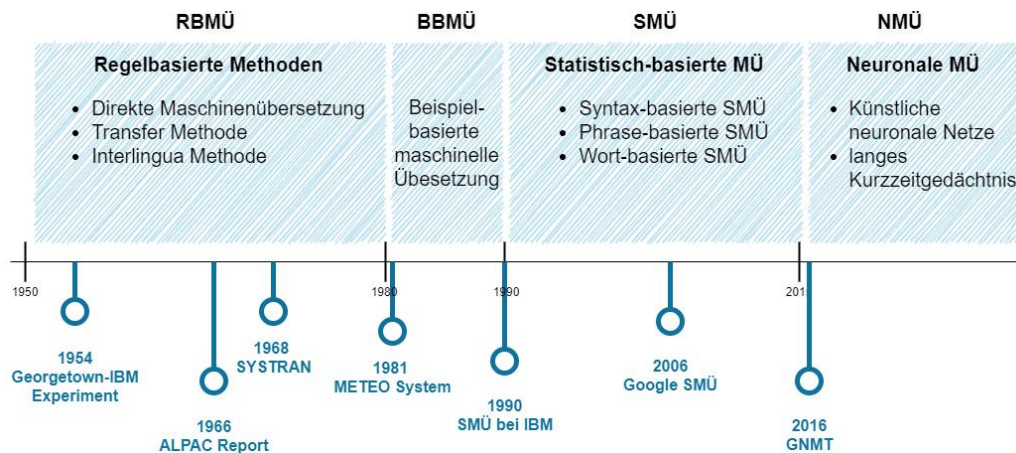 RBMÜ
BBMÜ
SMÜ
NMÜ
Regelbasierte Methoden
• Direkte Maschinenübersetzung
• Transfer Methode
• Interlingua Methode
Beispiel-
basierte
maschinelle
Übesetzung
Statistisch-basierte MÜ
• Syntax-basierte SMÜ
• Phrase-basierte SMÜ
• Wort-basierte SMÜ
Neuronale MÜ
• Künstliche
neuronale Netze
• langes
Kurzzeitgedächtnis
1950
1980
1990
2015
1954
Georgetown-IBM
Experiment
1966
ALPAC Report
1968
SYSTRAN
1981
METEO System
1990
SMÜ bei IBM
2006
Google SMÜ
2016
GNMT